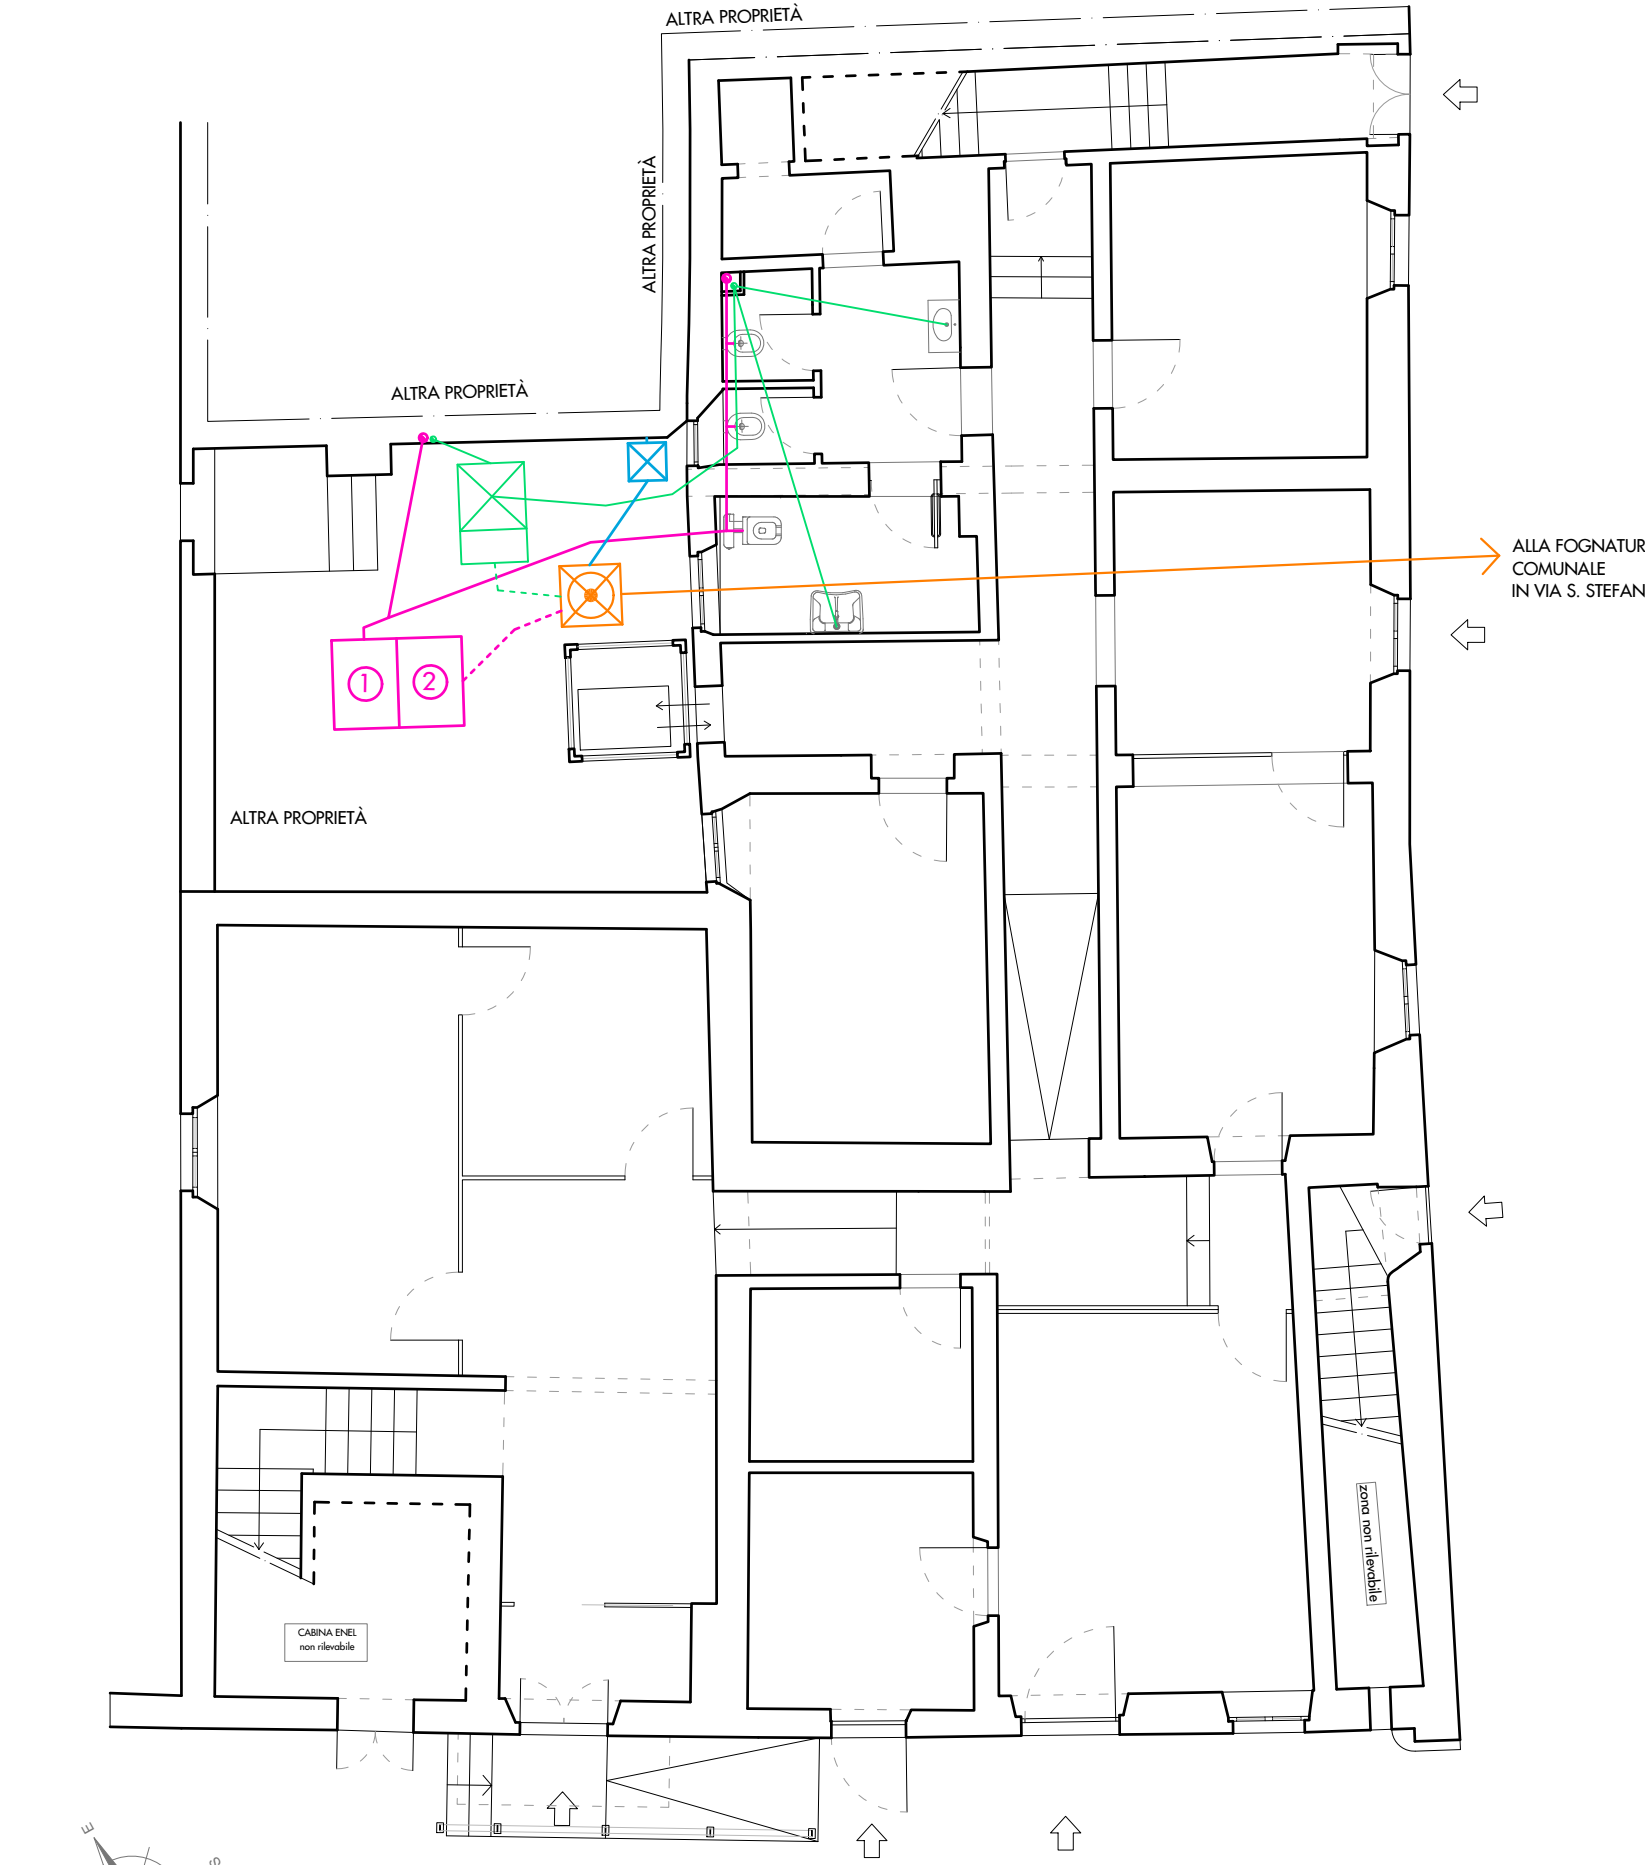 ALTRA PROPRIETÀ
ALTRA PROPRIETÀ
ALTRA PROPRIETÀ
ALLA FOGNATUR
COMUNALE
IN VIA S. STEFAN
1
2
ALTRA PROPRIETÀ
zona non rilevabile
CABINA ENEL
non rilevabile
E
S